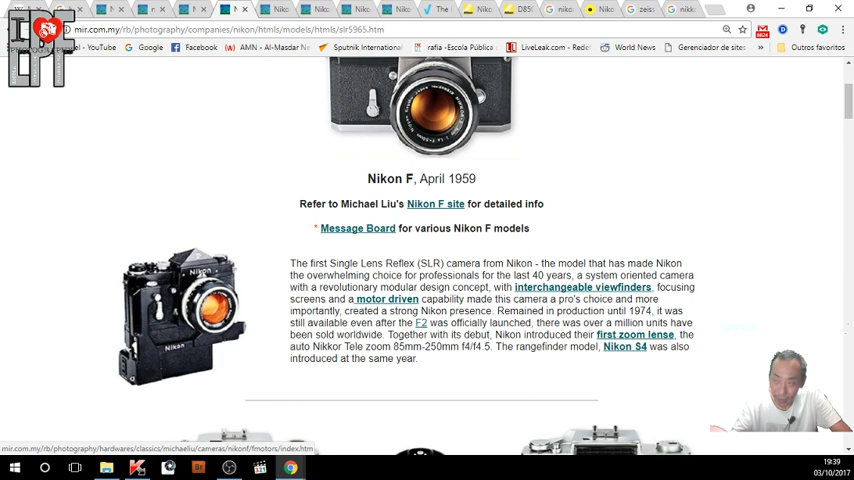 Niko
D85
zeiss
nikk
mir.com.my/rb/photography/companies/nikon/htmls/models/htmls/slr5965.htm
YouTube
Google
Facebook
AMN - Al-Masdar Ne
Sputnik International
rafia -Escola Pública
LiveLeak.com - Redef
World News
Gerenciador de sites
»
Outros favoritos
Nikon F, April 1959
Refer to Michael Liu's Nikon F site for detailed info
* Message Board for various Nikon F models
The first Single Lens Reflex (SLR) camera from Nikon - the model that has made Nikon
the overwhelming choice for professionals for the last 40 years, a system oriented camera
with a revolutionary modular design concept, with interchangeable viewfinders, focusing
screens and a motor driven capability made this camera a pro's choice and more
importantly, created a strong Nikon presence. Remained in production until 1974, it was
still available even after the F2 was officially launched, there was over a million units have
been sold worldwide. Together with its debut, Nikon introduced their first zoom lense, the
auto Nikkor Tele zoom 85mm-250mm f4/f4.5. The rangefinder model, Nikon S4 was also
introduced at the same year.
Nikon
Nikon
mir.com.my/rb/photography/hardwares/classics/michaeliu/cameras/nikonf/fmotors/index.htm
Br
19:39
03/10/2017